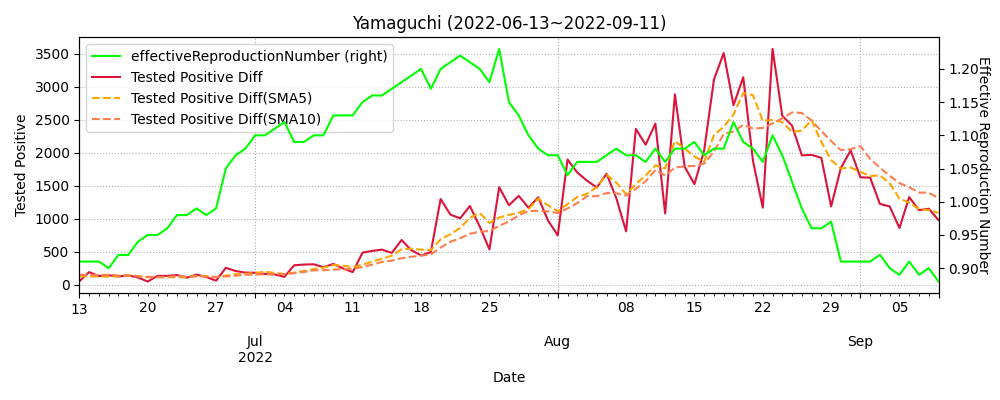 Yamaguchi (2022-06-13~2022-09-11)
effectiveReproductionNumber (right)
Tested Positive Diff
Tested Positive Diff(SMA5)
Tested Positive Diff(SMA10)
Tested Positive
3500
3000
2500
2000
1500
1000
500
0
1.20
1.15
1.10
1.05
1.00
0.95
0.90
Effective Reproduction Number
13 20 27 04 11 18 25 08 15 22 29 05
Jul Aug Sep
2022
Date